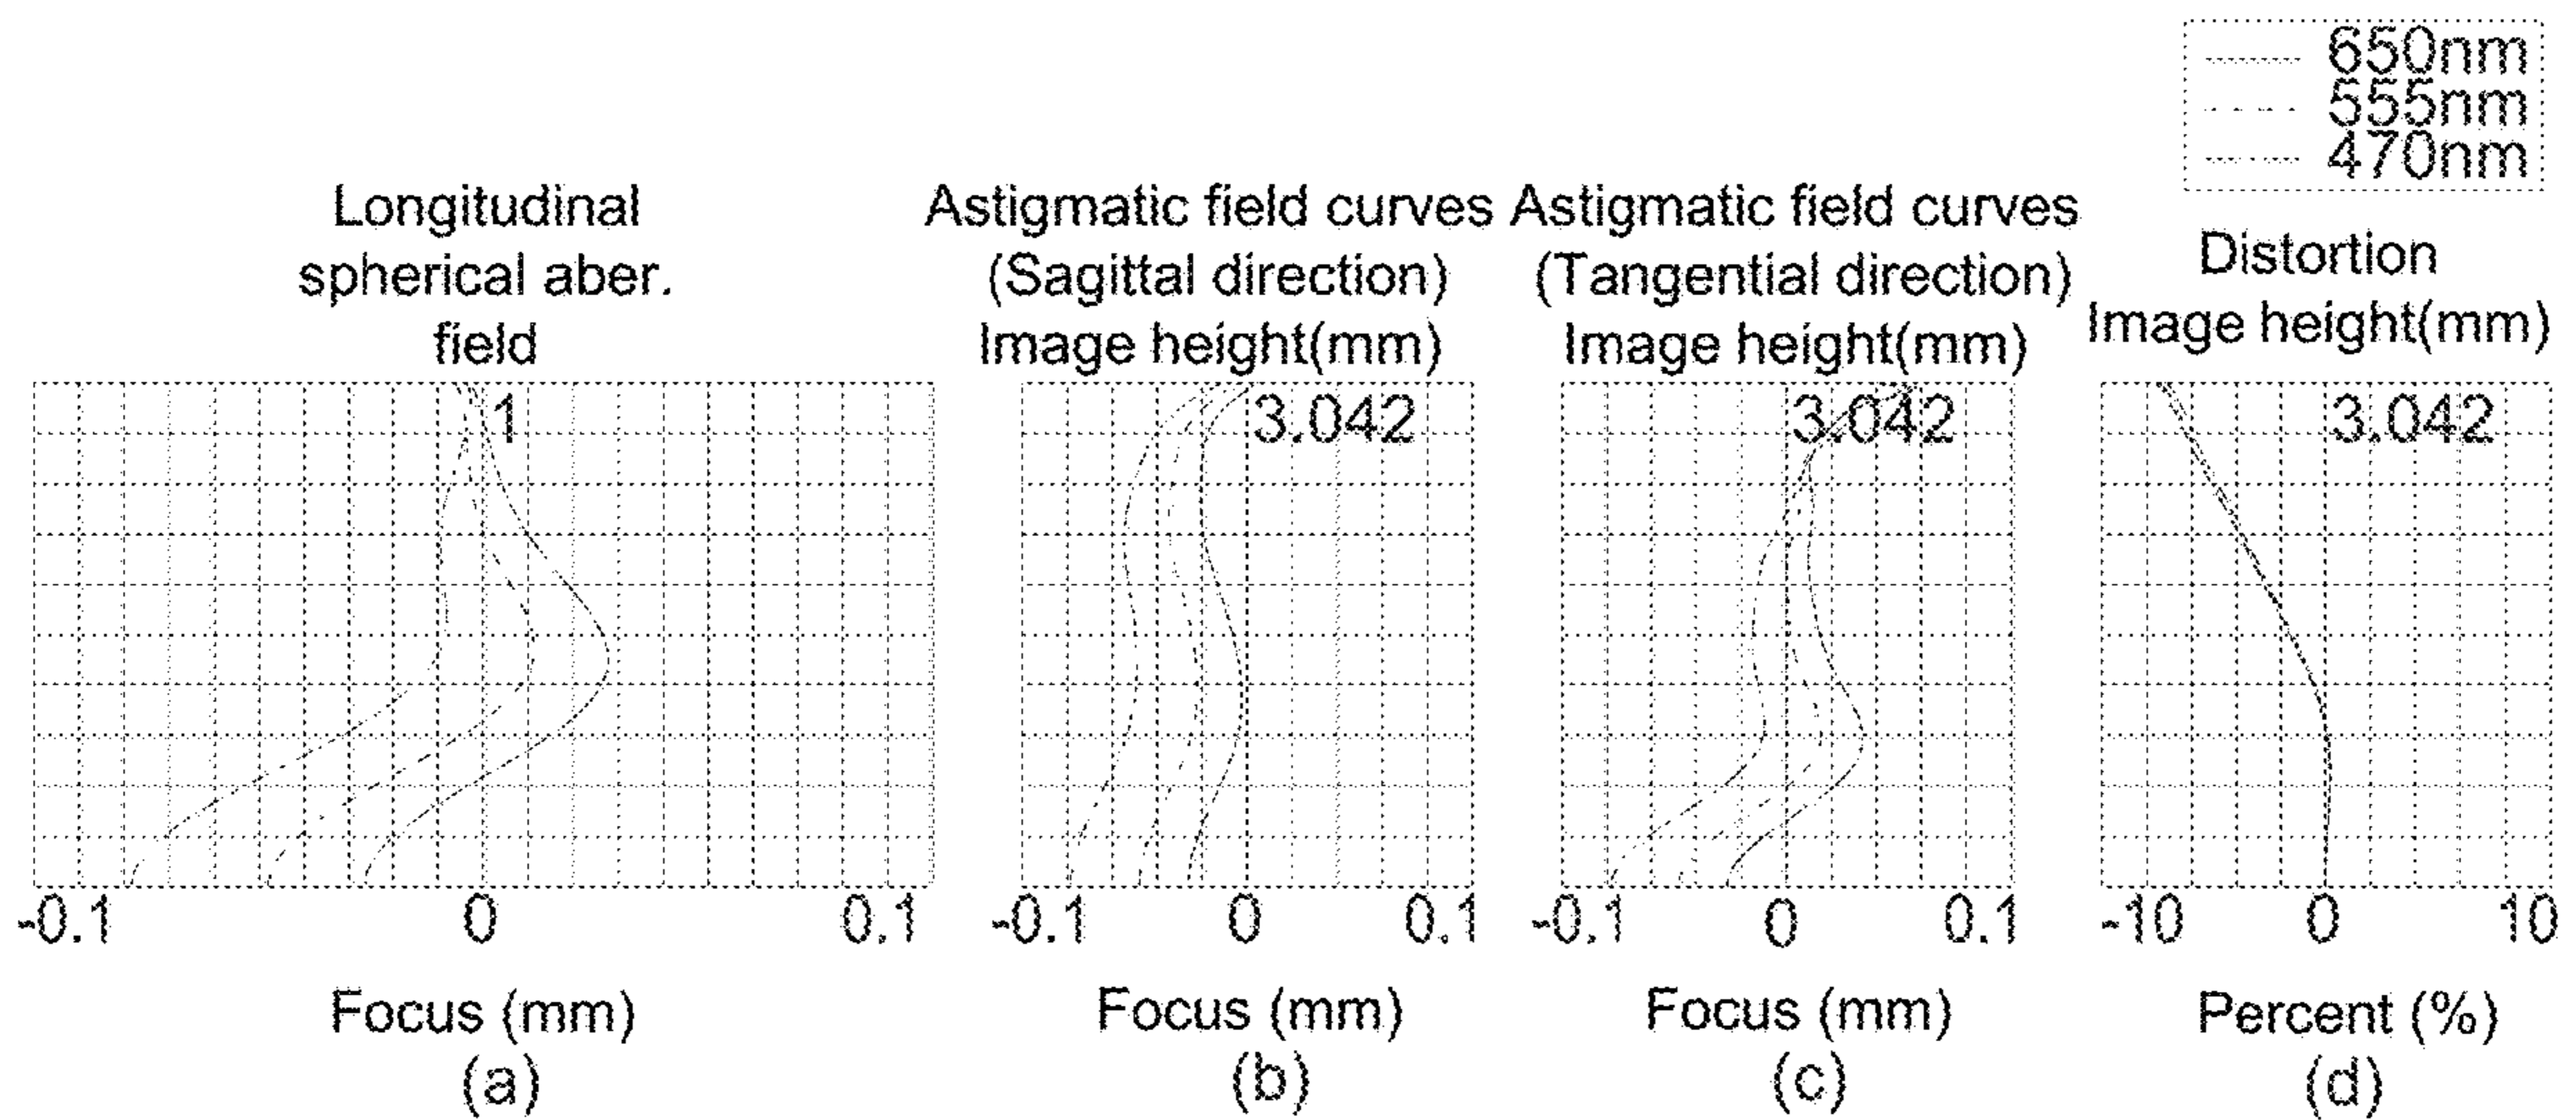 650nm
555nm
470nm
Longitudinal
spherical aber.
field
Astigmatic field curves
(Sagittal direction)
Image height(mm)
Astigmatic field curves
(Tangential direction)
Image height(mm)
Distortion
Image height(mm)
1
3.042
3.042
3.042
-0.1 0 0.1
-0.1 0 0.1
-0.1 0 0.1
-10 0 10
Focus (mm)
Focus (mm)
Focus (mm)
Percent (%)
(a)
(b)
(c)
(d)